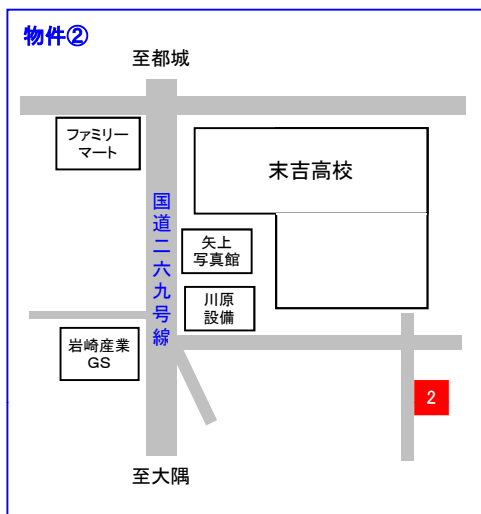 物件②
至都城
ファミリー
マート
末吉高校
国道二六九号線
矢上
写真館
川原
設備
岩崎産業
GS
2
至大隅